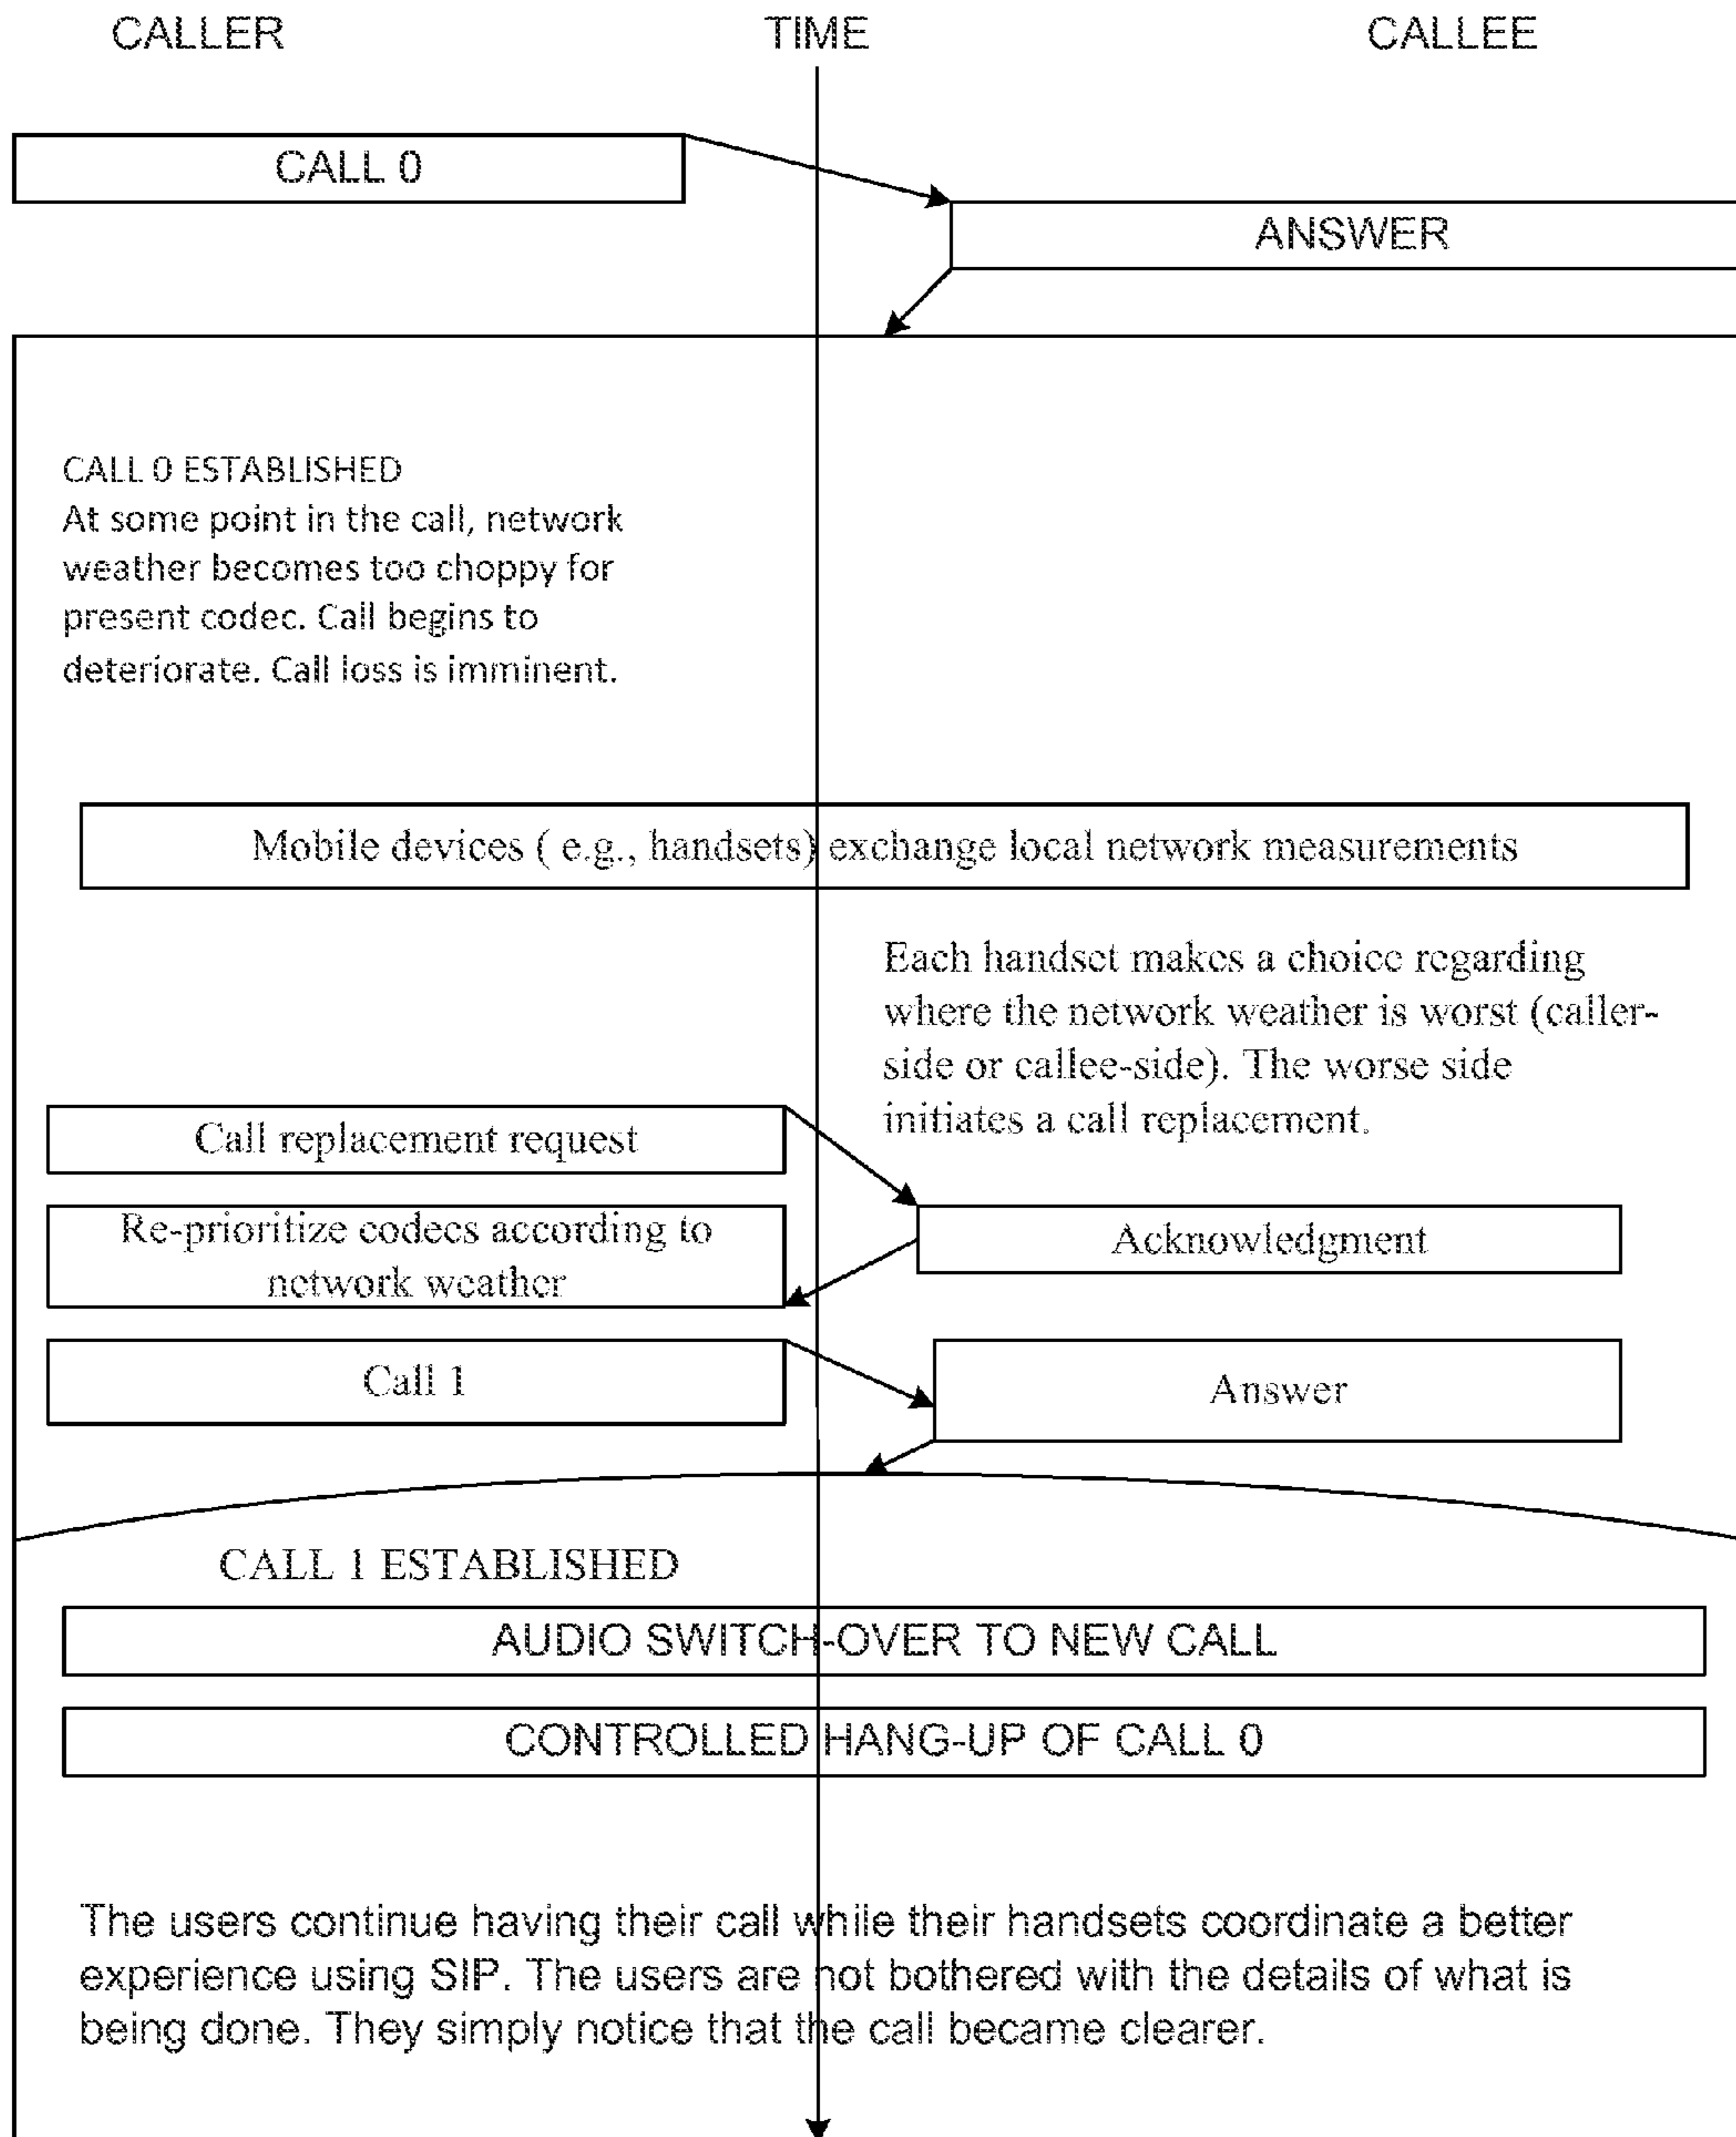 CALLER TIME CALLEE
CALL 0
ANSWER
CALL 0 ESTABLISHED
At some point in the call, network
weather becomes too choppy for
present codec. Call begins to
deteriorate. Call loss is imminent.
Mobile devices ( e.g., handsets) exchange local network measurements
Each handset makes a choice regarding
where the network weather is worst (caller-
side or callee-side). The worse side
initiates a call replacement.
Call replacement request
Re-prioritize codecs according to
network weather
Acknowledgment
Call 1
Answer
CALL 1 ESTABLISHED
AUDIO SWITCH-OVER TO NEW CALL
CONTROLLED HANG-UP OF CALL 0
The users continue having their call while their handsets coordinate a better
experience using SIP. The users are not bothered with the details of what is
being done. They simply notice that the call became clearer.